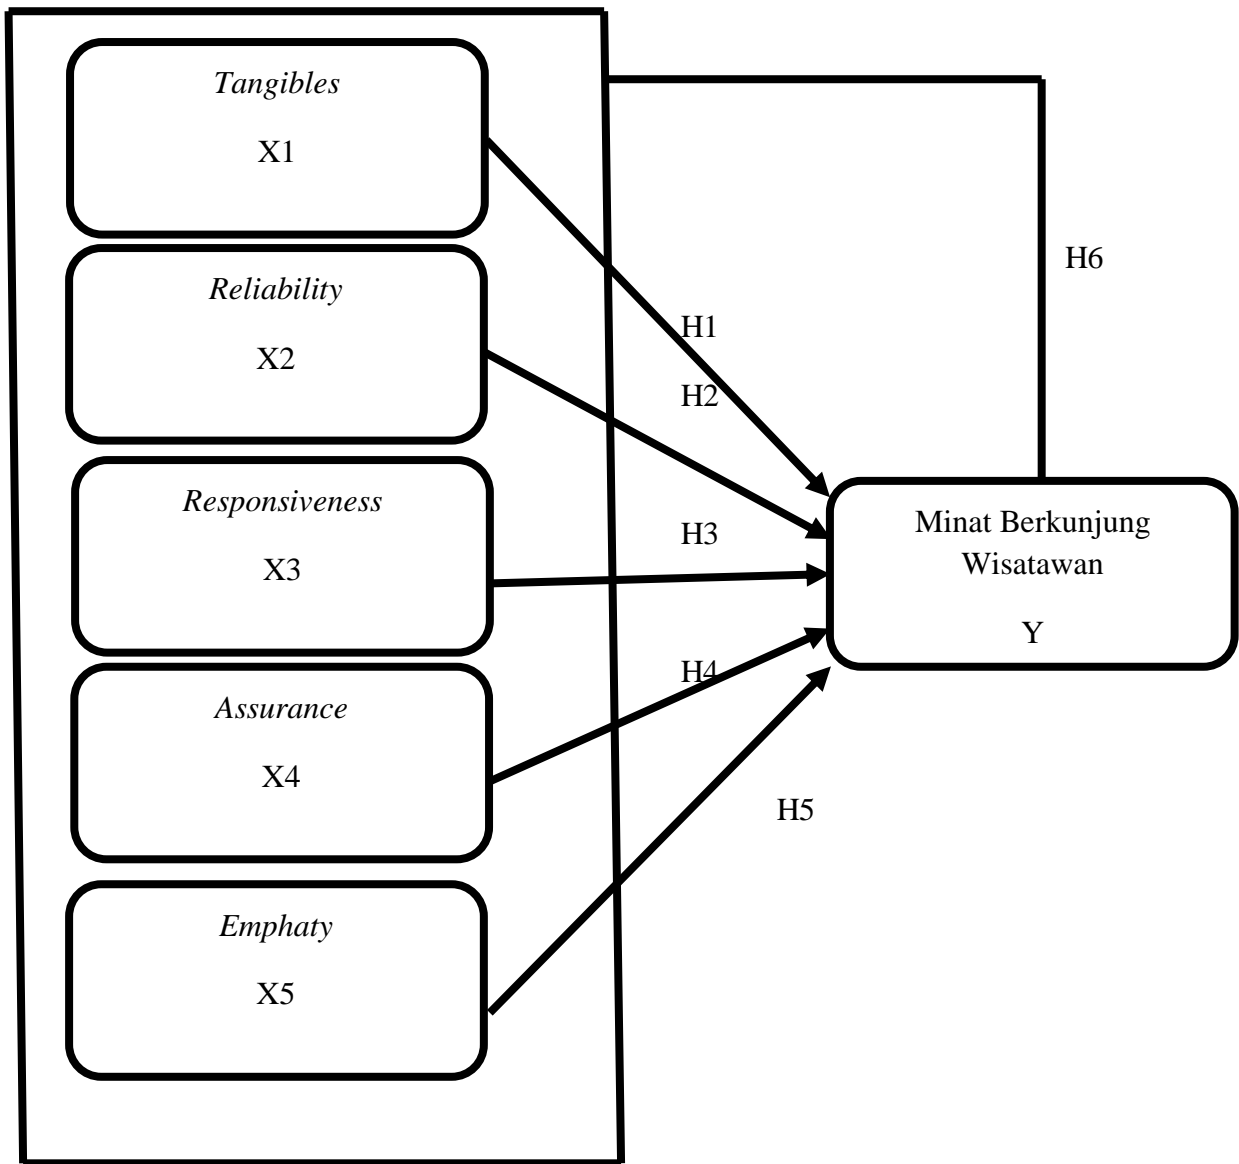 Tangibles
X1
Reliability
X2
Responsiveness
X3
Assurance
X4
Emphaty
X5
H1
H2
H3
H4
H5
H6
Minat Berkunjung
Wisatawan
Y